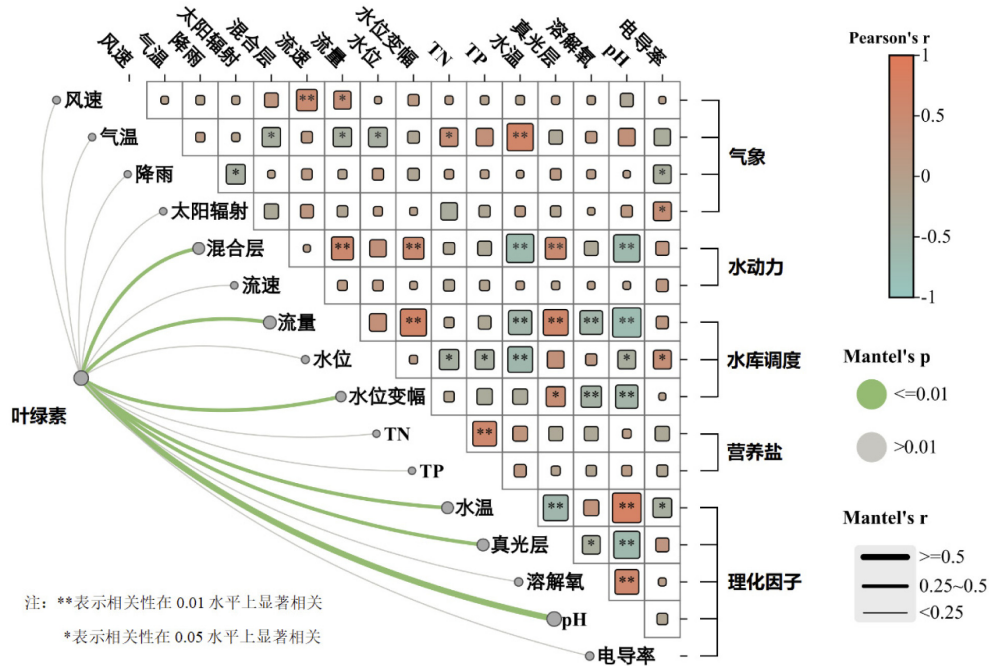 风速
气温
降雨
太阳辐射
混合层
流速
流量
水位
水位变幅
TN
TP
水温
真光层
溶解氧
pH
电导率
风速 ** *
气温 * * * * **
降雨 * *
太阳辐射 *
混合层 ** ** ** ** **
流速
流量 ** ** ** ** **
水位 * * ** * *
水位变幅 * ** **
TN **
TP
水温 ** ** *
真光层 * **
溶解氧 **
pH
电导率
叶绿素
气象
水动力
水库调度
营养盐
理化因子
Pearson's r
1
0.5
0
-0.5
-1
Mantel's p
<=0.01
>0.01
Mantel's r
>=0.5
0.25~0.5
<0.25
注：**表示相关性在 0.01 水平上显著相关
*表示相关性在 0.05 水平上显著相关